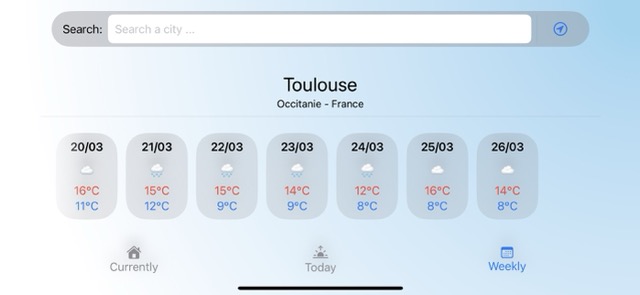 Search: Search a city ...
Toulouse
Occitanie - France
20/03 21/03 22/03 23/03 24/03 25/03 26/03
16°C 15°C 15°C 14°C 12°C 16°C 14°C
11°C 12°C 9°C 9°C 8°C 8°C 8°C
Currently Today Weekly